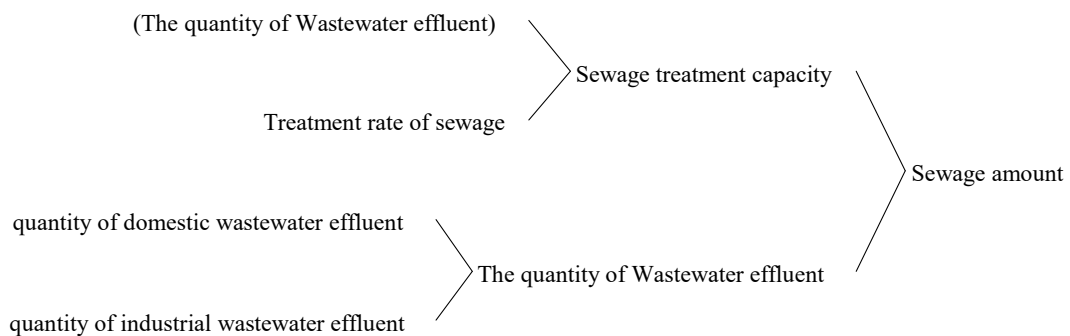 (The quantity of Wastewater effluent)
Sewage treatment capacity
Treatment rate of sewage
Sewage amount
quantity of domestic wastewater effluent
The quantity of Wastewater effluent
quantity of industrial wastewater effluent